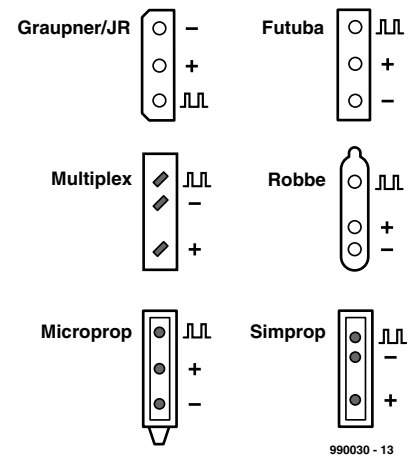 Graupner/JR − Futuba
+ +
−
Multiplex Robbe
−
+ +
−
Microprop Simprop
−
+
− +
990030 - 13